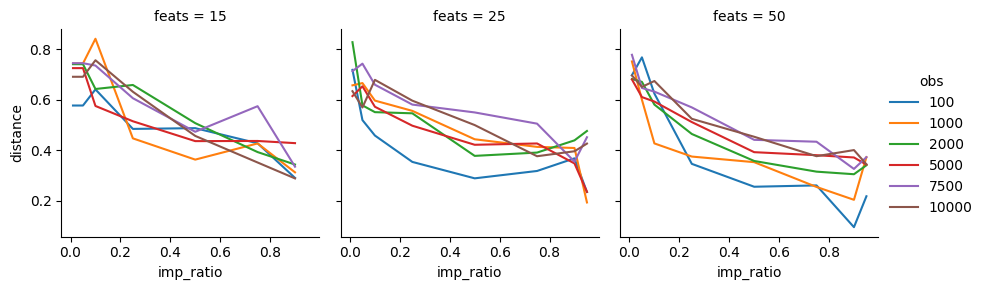 feats = 15
feats = 25
feats = 50
distance
0.8
0.6
0.4
0.2
0.0 0.2 0.4 0.6 0.8
0.0 0.2 0.4 0.6 0.8
0.0 0.2 0.4 0.6 0.8
imp_ratio
imp_ratio
imp_ratio
obs
100
1000
2000
5000
7500
10000